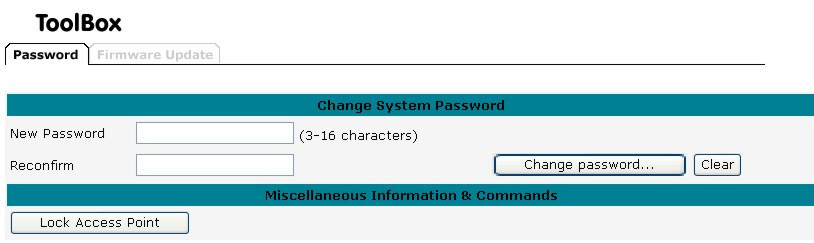 ToolBox
Password Firmware Update
Change System Password
New Password (3-16 characters)
Reconfirm Change password... Clear
Miscellaneous Information & Commands
Lock Access Point